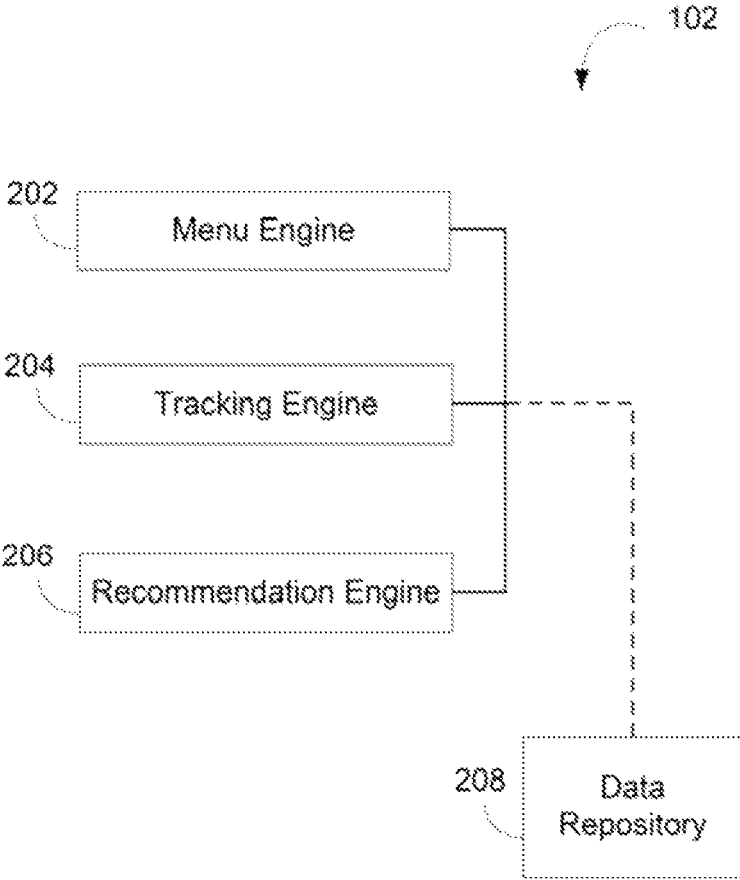 102
202
Menu Engine
204
Tracking Engine
206
Recommendation Engine
208
Data
Repository